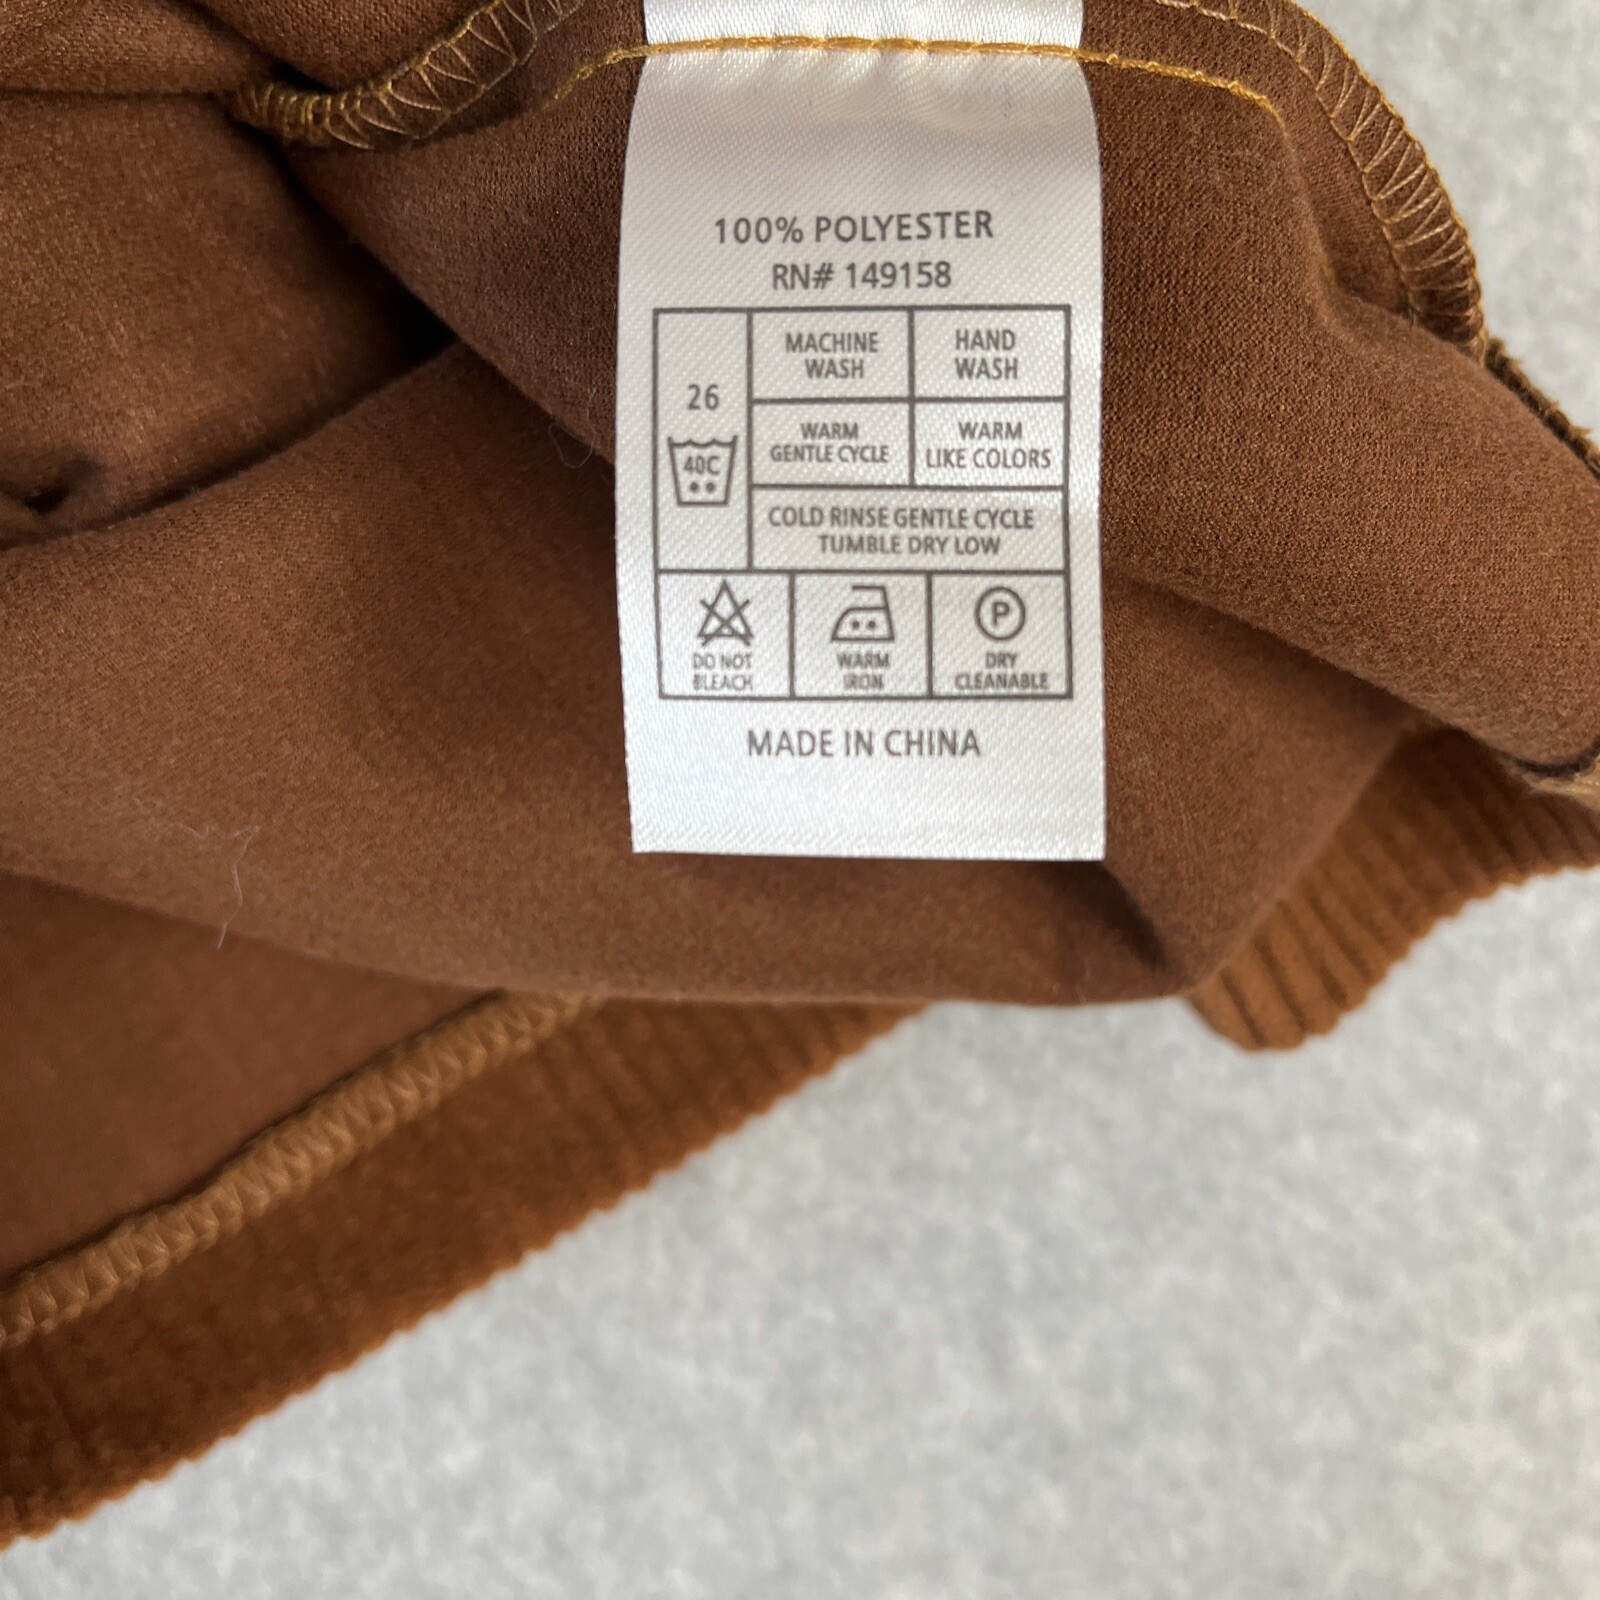 100% POLYESTER
RN# 149158
26
40C
MACHINE
WASH
HAND
WASH
WARM
GENTLE CYCLE
WARM
LIKE COLORS
COLD RINSE GENTLE CYCLE
TUMBLE DRY LOW
DO NOT
BLEACH
WARM
IRON
P
DRY
CLEANABLE
MADE IN CHINA